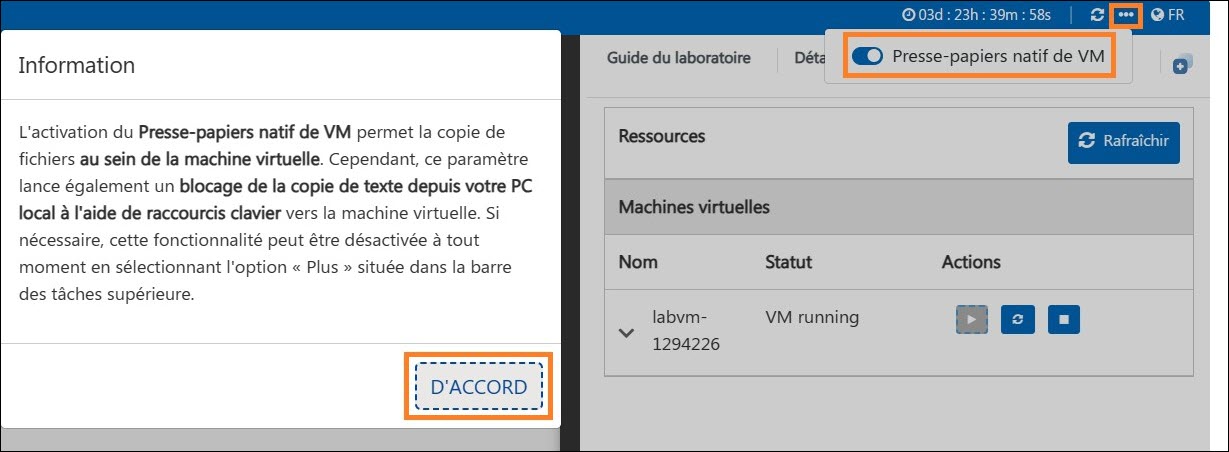 03d : 23h : 39m : 58s
FR
Presse-papiers natif de VM
Information
L'activation du Presse-papiers natif de VM permet la copie de
fichiers au sein de la machine virtuelle. Cependant, ce paramètre
lance également un blocage de la copie de texte depuis votre PC
local à l'aide de raccourcis clavier vers la machine virtuelle. Si
nécessaire, cette fonctionnalité peut être désactivée à tout
moment en sélectionnant l'option « Plus » située dans la barre
des tâches supérieure.
D'ACCORD
Guide du laboratoire
Déta
Ressources
Rafraîchir
Machines virtuelles
Nom Statut Actions
labvm- VM running
1294226